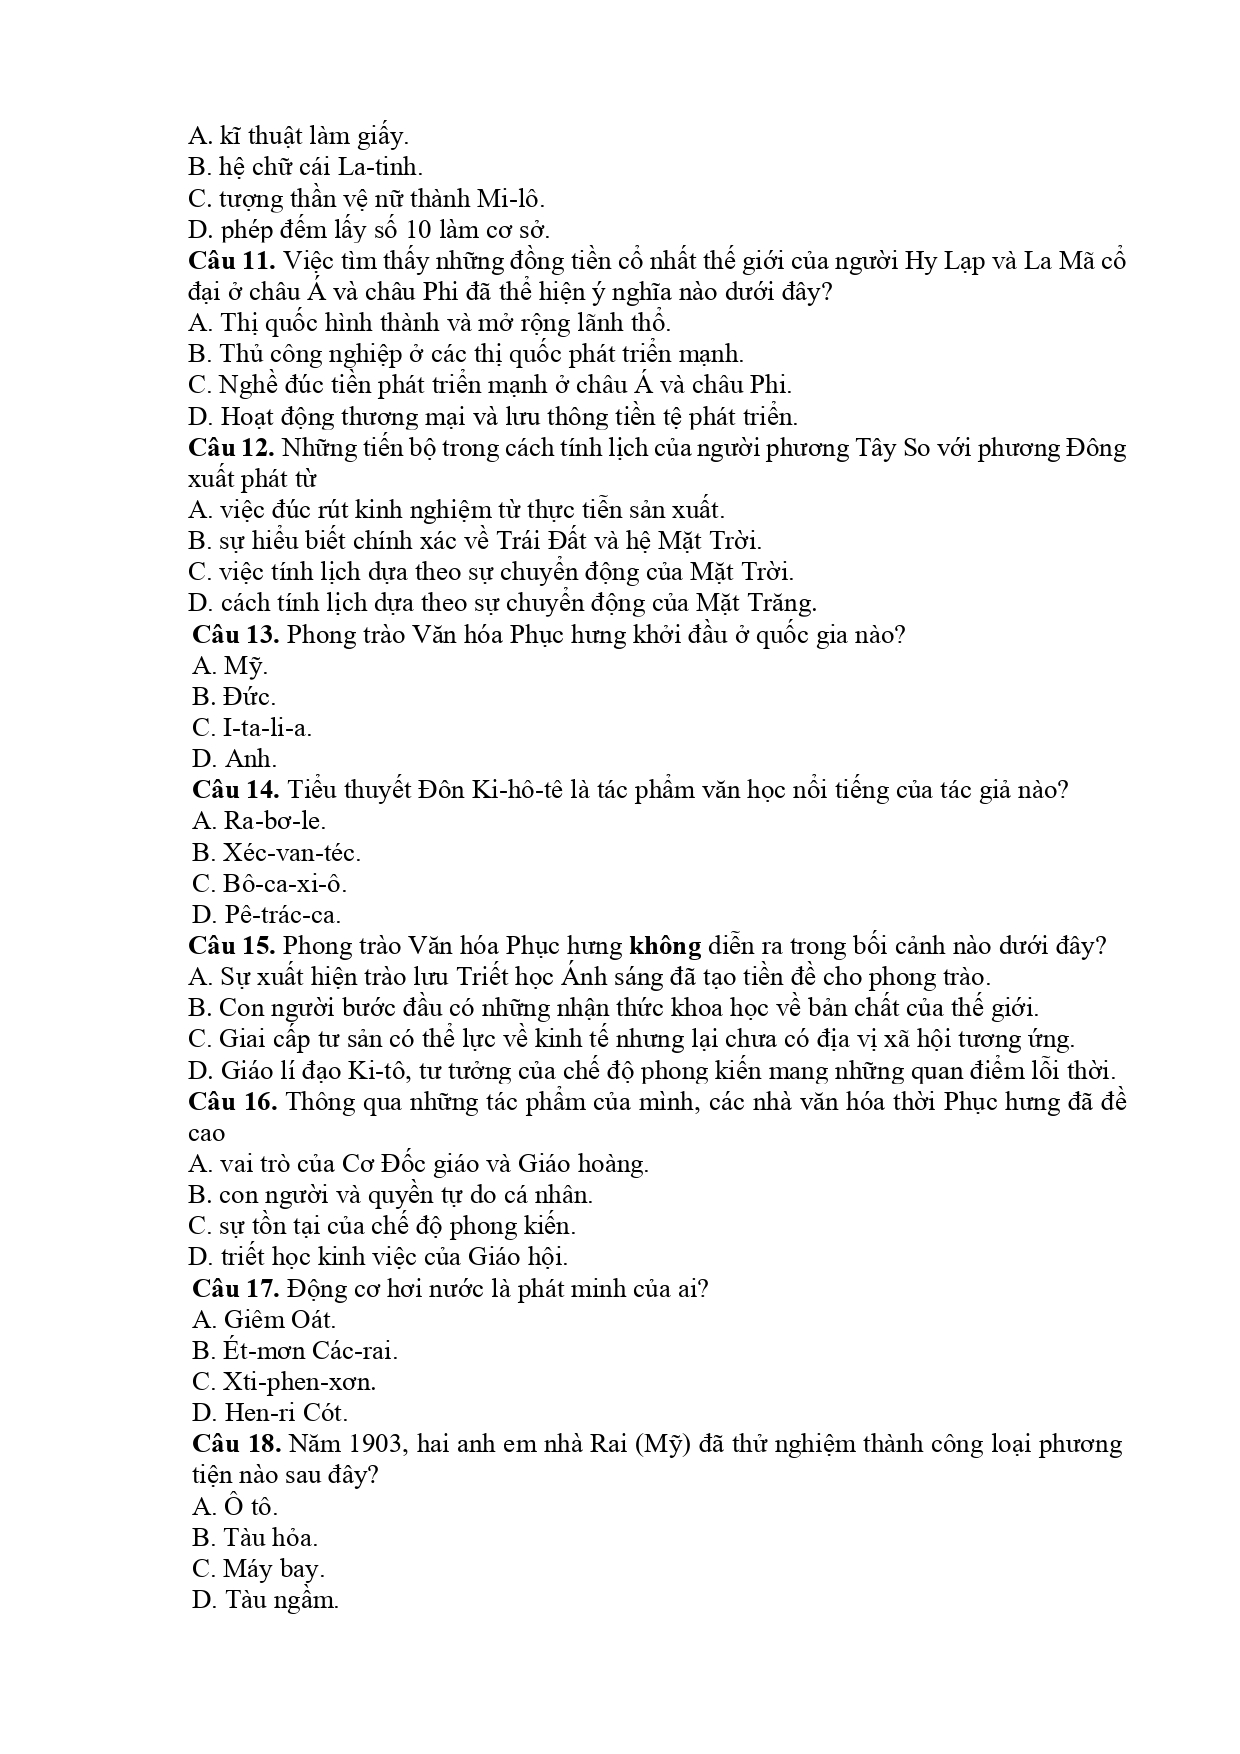 A. kĩ thuật làm giấy.
B. hệ chữ cái La-tinh.
C. tượng thần vệ nữ thành Mi-lô.
D. phép đếm lấy số 10 làm cơ sở.
Câu 11. Việc tìm thấy những đồng tiền cổ nhất thế giới của người Hy Lạp và La Mã cổ
đại ở châu Á và châu Phi đã thể hiện ý nghĩa nào dưới đây?
A. Thị quốc hình thành và mở rộng lãnh thổ.
B. Thủ công nghiệp ở các thị quốc phát triển mạnh.
C. Nghề đúc tiền phát triển mạnh ở châu Á và châu Phi.
D. Hoạt động thương mại và lưu thông tiền tệ phát triển.
Câu 12. Những tiến bộ trong cách tính lịch của người phương Tây So với phương Đông
xuất phát từ
A. việc đúc rút kinh nghiệm từ thực tiễn sản xuất.
B. sự hiểu biết chính xác về Trái Đất và hệ Mặt Trời.
C. việc tính lịch dựa theo sự chuyển động của Mặt Trời.
D. cách tính lịch dựa theo sự chuyển động của Mặt Trăng.
Câu 13. Phong trào Văn hóa Phục hưng khởi đầu ở quốc gia nào?
A. Mỹ.
B. Đức.
C. I-ta-li-a.
D. Anh.
Câu 14. Tiểu thuyết Đôn Ki-hô-tê là tác phẩm văn học nổi tiếng của tác giả nào?
A. Ra-bơ-le.
B. Xéc-van-téc.
C. Bô-ca-xi-ô.
D. Pê-trác-ca.
Câu 15. Phong trào Văn hóa Phục hưng không diễn ra trong bối cảnh nào dưới đây?
A. Sự xuất hiện trào lưu Triết học Ánh sáng đã tạo tiền đề cho phong trào.
B. Con người bước đầu có những nhận thức khoa học về bản chất của thế giới.
C. Giai cấp tư sản có thể lực về kinh tế nhưng lại chưa có địa vị xã hội tương ứng.
D. Giáo lí đạo Ki-tô, tư tưởng của chế độ phong kiến mang những quan điểm lỗi thời.
Câu 16. Thông qua những tác phẩm của mình, các nhà văn hóa thời Phục hưng đã đề
cao
A. vai trò của Cơ Đốc giáo và Giáo hoàng.
B. con người và quyền tự do cá nhân.
C. sự tồn tại của chế độ phong kiến.
D. triết học kinh việc của Giáo hội.
Câu 17. Động cơ hơi nước là phát minh của ai?
A. Giêm Oát.
B. Ét-mơn Các-rai.
C. Xti-phen-xơn.
D. Hen-ri Cót.
Câu 18. Năm 1903, hai anh em nhà Rai (Mỹ) đã thử nghiệm thành công loại phương
tiện nào sau đây?
A. Ô tô.
B. Tàu hỏa.
C. Máy bay.
D. Tàu ngầm.